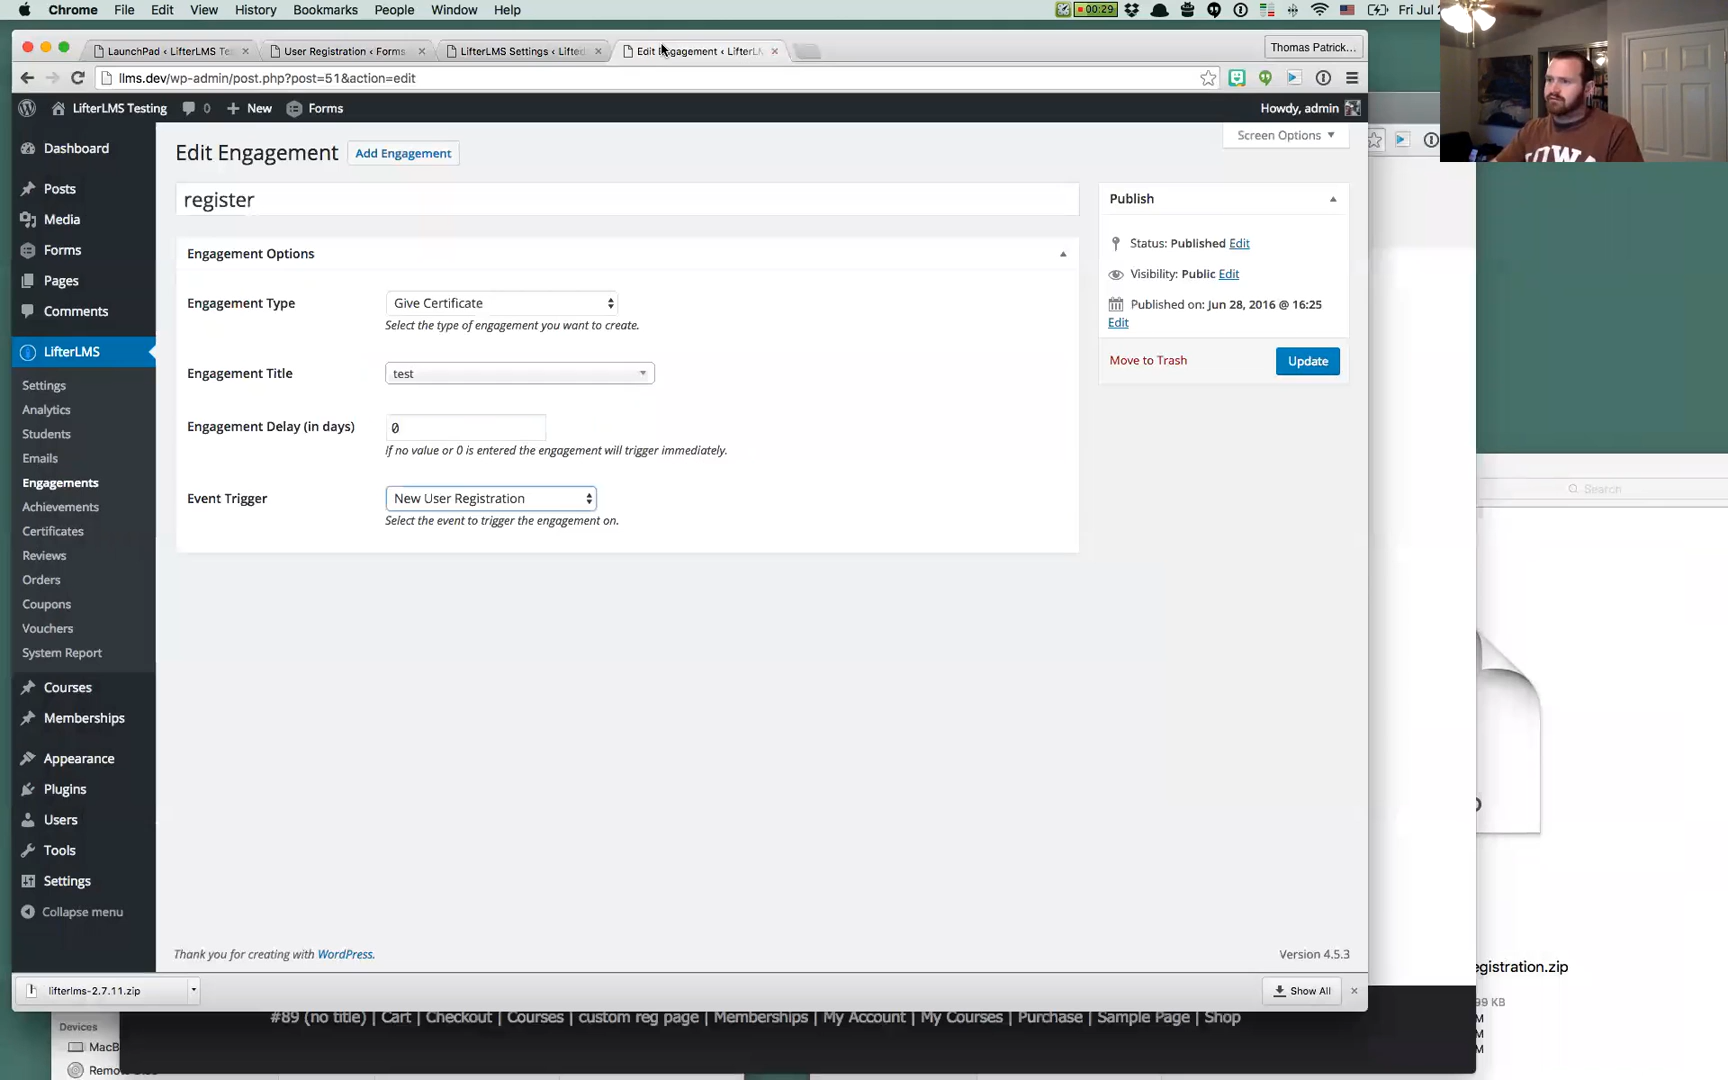 Chrome File Edit View History Bookmarks People Window Help 00:29 Fri Jul
LaunchPad ‹ LifterLMS Te
User Registration ‹ Forms
LifterLMS Settings ‹ Lifte
Edit Engagement ‹ LifterL
Thomas Patrick...
llms.dev/wp-admin/post.php?post=51&action=edit
LifterLMS Testing 0 + New Forms Howdy, admin
Screen Options ▼
Edit Engagement Add Engagement
Dashboard
Posts
Media
Forms
Pages
Comments
LifterLMS
Settings
Analytics
Students
Emails
Engagements
Achievements
Certificates
Reviews
Orders
Coupons
Vouchers
System Report
Courses
Memberships
Appearance
Plugins
Users
Tools
Settings
Collapse menu
register
Engagement Options
Engagement Type Give Certificate
Select the type of engagement you want to create.
Engagement Title test
Engagement Delay (in days) 0
If no value or 0 is entered the engagement will trigger immediately.
Event Trigger New User Registration
Select the event to trigger the engagement on.
Publish
Status: Published Edit
Visibility: Public Edit
Published on: Jun 28, 2016 @ 16:25
Edit
Move to Trash Update
Thank you for creating with WordPress. Version 4.5.3
lifterlms-2.7.11.zip Show All
Search
egistration.zip
99 KB
M
M
M
#89 (no title) | Cart | Checkout | Courses | custom reg page | Memberships | My Account | My Courses | Purchase | Sample Page | Shop
Devices
MacB
Remo